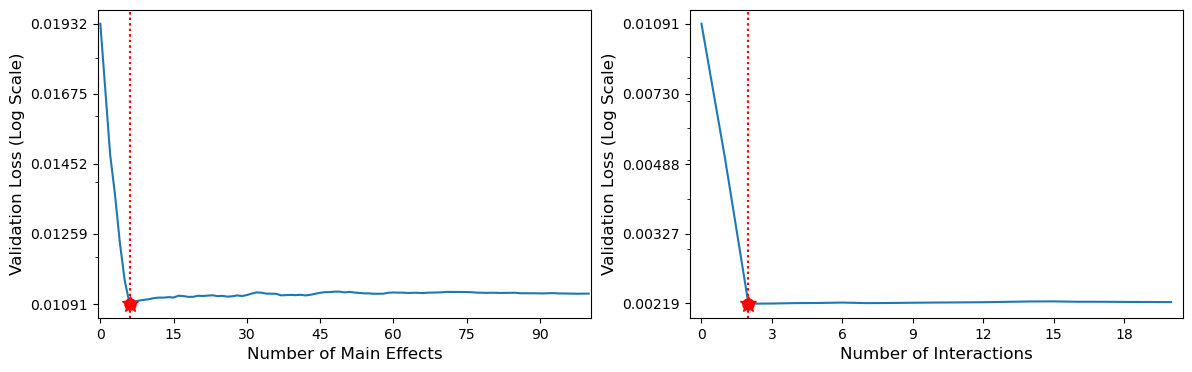 Validation Loss (Log Scale)
0.01932
0.01675
0.01452
0.01259
0.01091
0 15 30 45 60 75 90
Number of Main Effects
Validation Loss (Log Scale)
0.01091
0.00730
0.00488
0.00327
0.00219
0 3 6 9 12 15 18
Number of Interactions